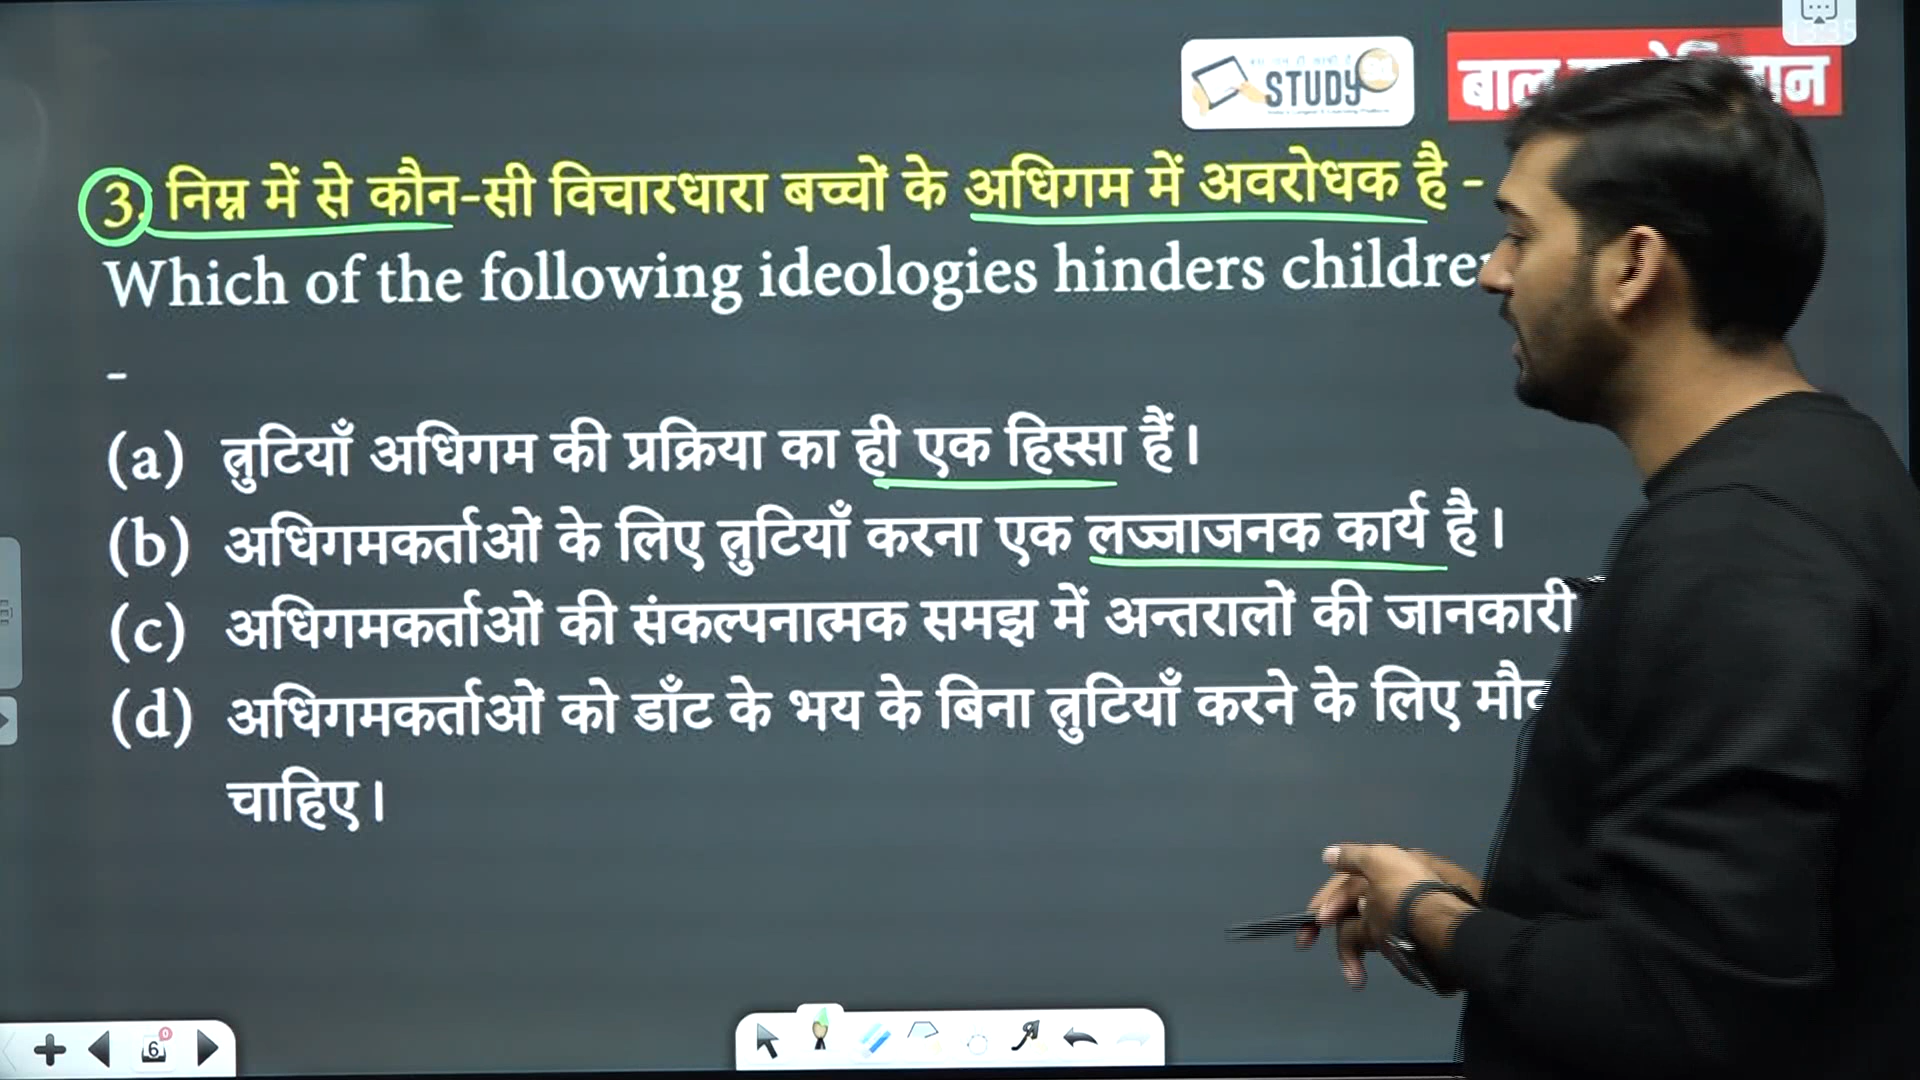 STUDY
3. निम्न में से कौन-सी विचारधारा बच्चों के अधिगम में अवरोधक है -
Which of the following ideologies hinders
-
(a) त्रुटियाँ अधिगम की प्रक्रिया का ही एक हिस्सा हैं।
(b) अधिगमकर्ताओं के लिए त्रुटियाँ करना एक लज्जाजनक कार्य है।
(c) अधिगमकर्ताओं की संकल्पनात्मक समझ में अन्तरालों की जानकारी
(d) अधिगमकर्ताओं को डाँट के भय के बिना त्रुटियाँ करने के लिए
चाहिए।
6